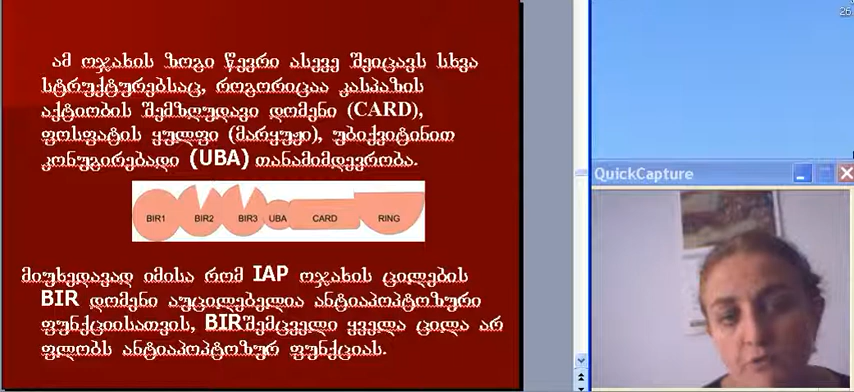 ამ ოჯახის ზოგი წევრი ასევე შეიცავს სხვა
სტრუქტურებსაც, როგორიცაა კასპაზის
აქტიობის შემზღუდავი დომენი (CARD),
ფოსფატის ყულფი (მარყუჟი), უბიქვიტინით
კონუგირებადი (UBA) თანამიმდევრობა.
BIR1 BIR2 BIR3 UBA CARD RING
მიუხედავად იმისა რომ IAP ოჯახის ცილების
BIR დომენი აუცილებელია ანტიაპოპტოზური
ფუნქციისათვის, BIRშემცველი ყველა ცილა არ
ფლობს ანტიაპოპტოზურ ფუნქციას.
26
QuickCapture